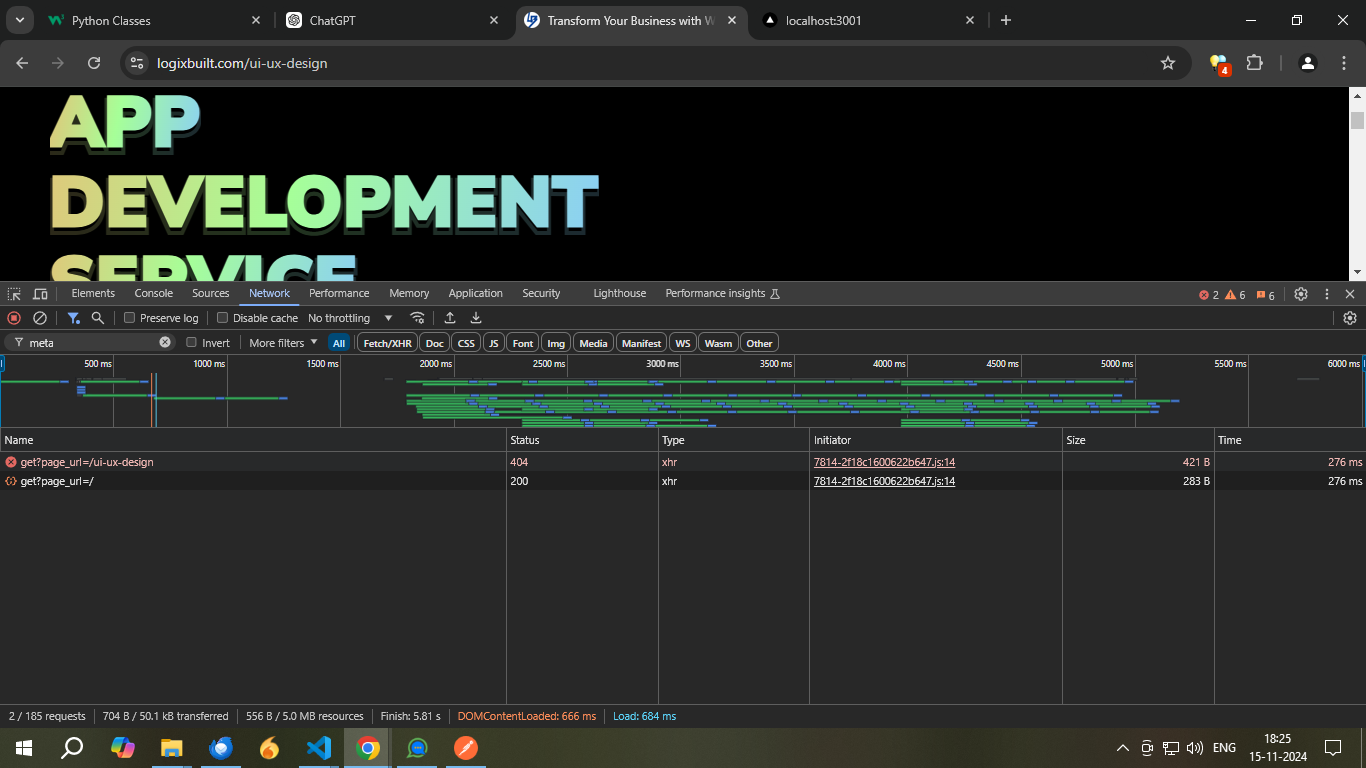 Python Classes
ChatGPT
Transform Your Business with W
localhost:3001
logixbuilt.com/ui-ux-design
4
APP
DEVELOPMENT
SERVICE
Elements Console Sources Network Performance Memory Application Security Lighthouse Performance insights 2 6 6
Preserve log Disable cache No throttling
meta Invert More filters All Fetch/XHR Doc CSS JS Font Img Media Manifest WS Wasm Other
500 ms 1000 ms 1500 ms 2000 ms 2500 ms 3000 ms 3500 ms 4000 ms 4500 ms 5000 ms 5500 ms 6000 ms
Name Status Type Initiator Size Time
get?page_url=/ui-ux-design 404 xhr 7814-2f18c1600622b647.js:14 421 B 276 ms
get?page_url=/ 200 xhr 7814-2f18c1600622b647.js:14 283 B 276 ms
2 / 185 requests 704 B / 50.1 kB transferred 556 B / 5.0 MB resources Finish: 5.81 s DOMContentLoaded: 666 ms Load: 684 ms
ENG
18:25
15-11-2024